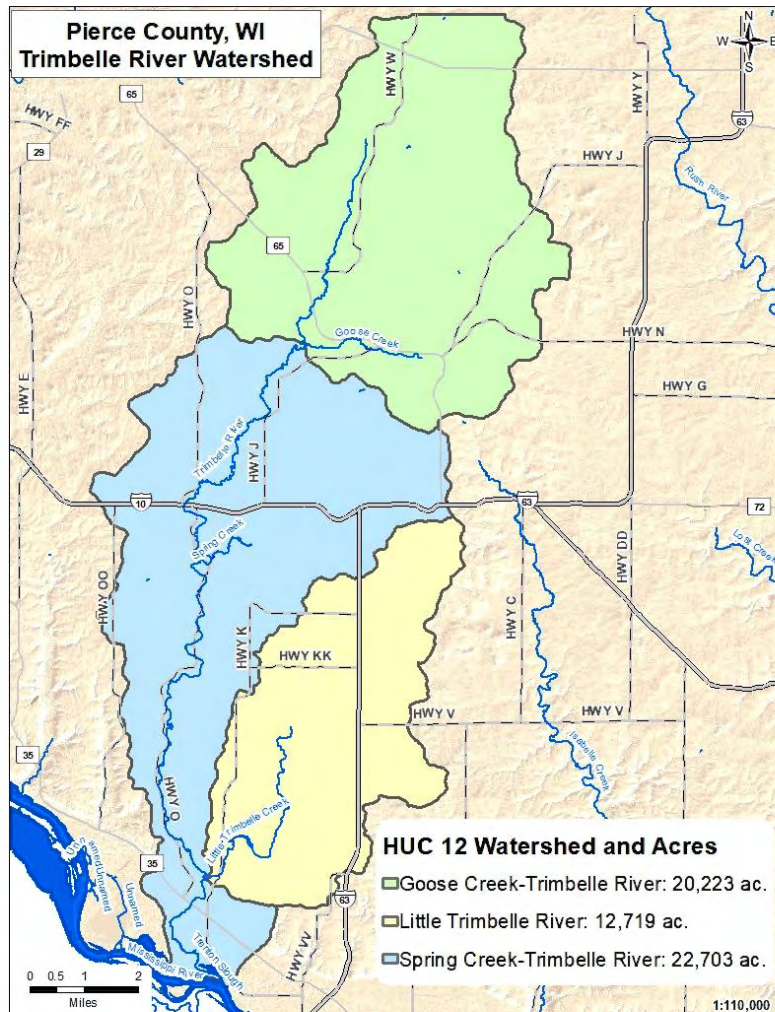 Pierce County, WI
Trimbelle River Watershed
N
W E
S
65
HWY FF
29
HWY W
HWY Y
63
HWY J
Rush River
65
HWY O
Goose Creek
HWY N
HWY E
HWY G
Trimbelle River
HWY J
10
63
72
Spring Creek
Lost Creek
HWY OO
HWY DD
HWY K
HWY C
HWY KK
HWY V
HWY V
35
Isabelle Creek
HWY O
Little Trimbelle Creek
35
Unnamed
Unnamed
Unnamed
63
HWY VV
Trenton Slough
Mississippi River
HUC 12 Watershed and Acres
Goose Creek-Trimbelle River: 20,223 ac.
Little Trimbelle River: 12,719 ac.
Spring Creek-Trimbelle River: 22,703 ac.
0 0.5 1 2
Miles
1:110,000